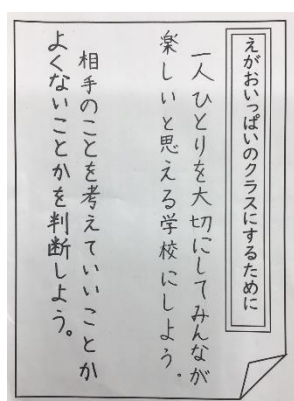 えがおいっぱいのクラスにするために
一人ひとりを大切にしてみんなが
楽しいと思える学校にしよう。
相手のことを考えていいことか
よくないことかを判断しよう。